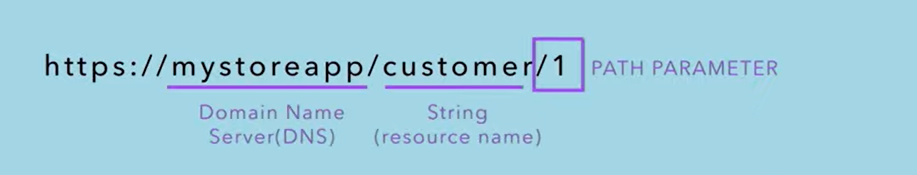 https://mystoreapp/customer/1 PATH PARAMETER
Domain Name String
Server(DNS) (resource name)